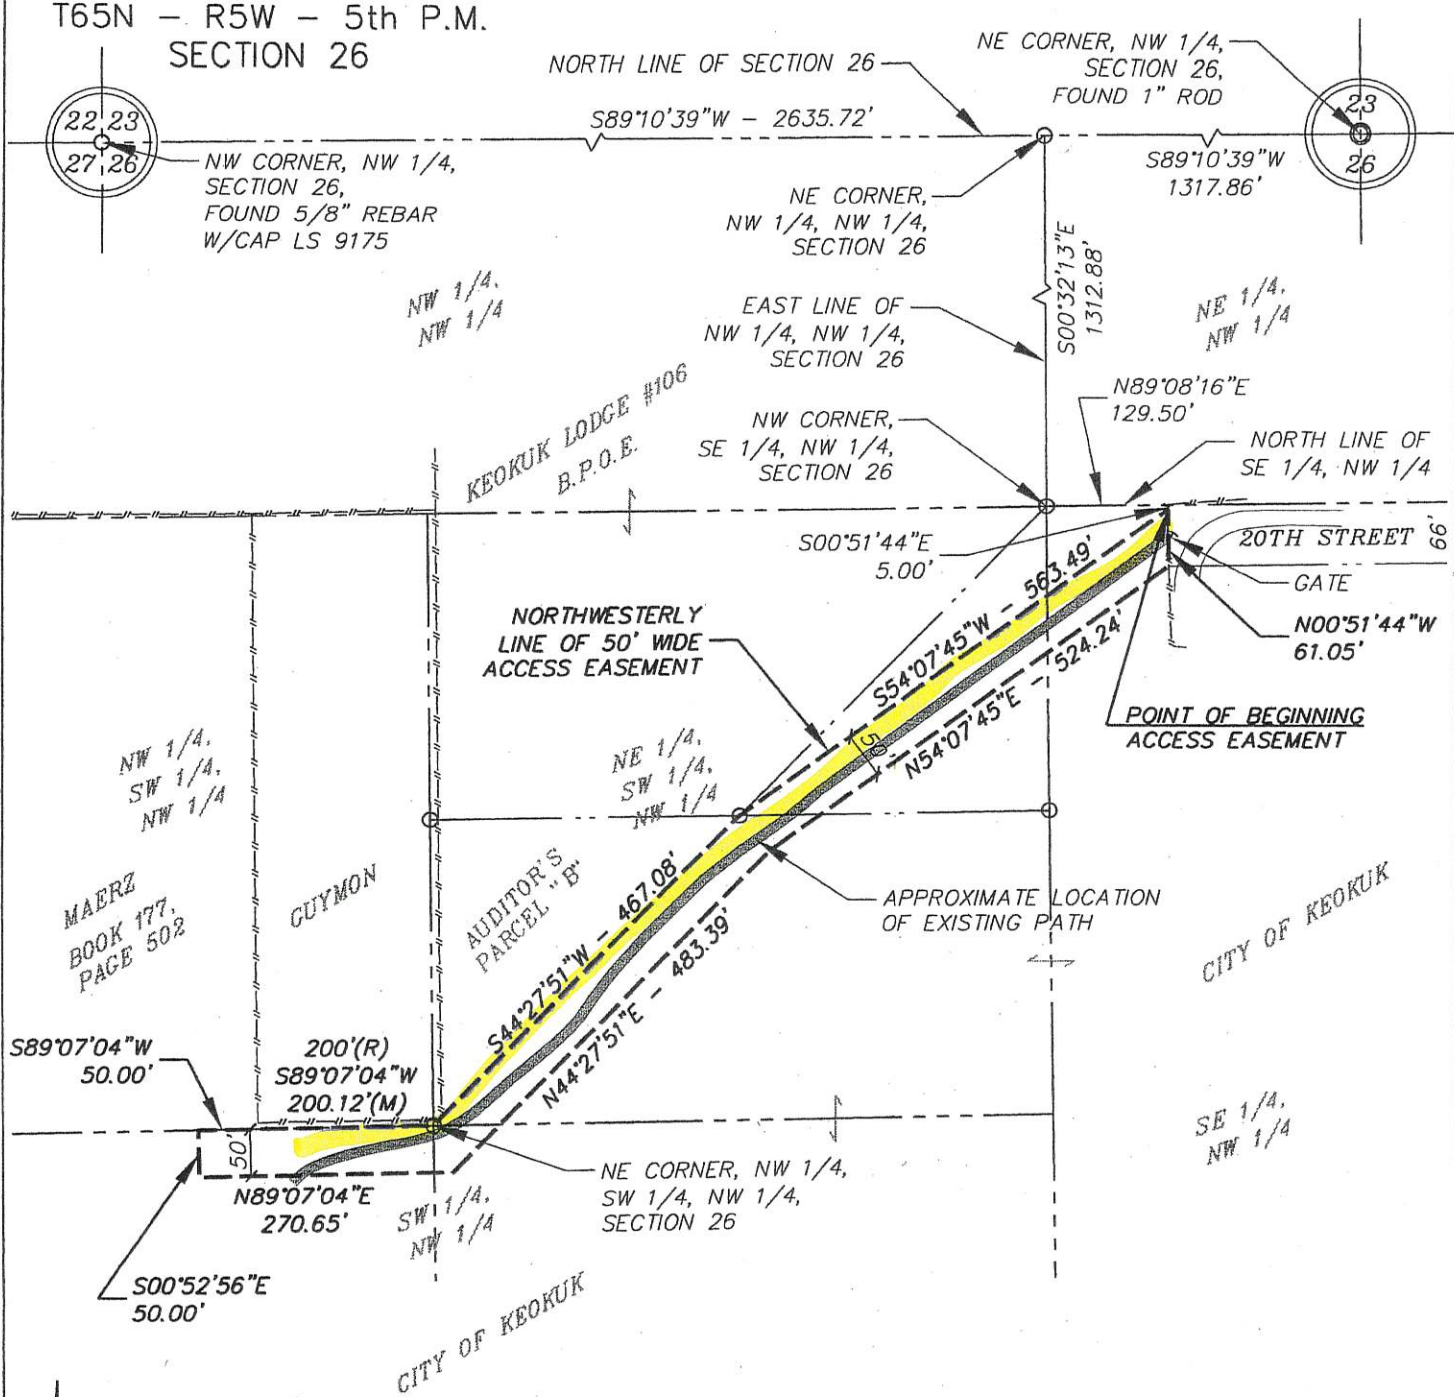 T65N - R5W - 5th P.M.
SECTION 26
NORTH LINE OF SECTION 26
NE CORNER, NW 1/4,
SECTION 26,
FOUND 1" ROD
22 23
27 26
23
26
S89°10'39"W - 2635.72'
S89°10'39"W
1317.86'
NW CORNER, NW 1/4,
SECTION 26,
FOUND 5/8" REBAR
W/CAP LS 9175
NE CORNER,
NW 1/4, NW 1/4,
SECTION 26
S00°32'13"E
1312.88'
NW 1/4,
NW 1/4
EAST LINE OF
NW 1/4, NW 1/4,
SECTION 26
NE 1/4,
NW 1/4
KEOKUK LODGE #106
B.P.O.E.
N89°08'16"E
129.50'
NW CORNER,
SE 1/4, NW 1/4,
SECTION 26
NORTH LINE OF
SE 1/4, NW 1/4
S00°51'44"E
5.00'
20TH STREET
66'
GATE
N00°51'44"W
61.05'
NORTHWESTERLY
LINE OF 50' WIDE
ACCESS EASEMENT
S54°07'45"W - 563.49'
N54°07'45"E - 524.24'
50'
POINT OF BEGINNING
ACCESS EASEMENT
NW 1/4,
SW 1/4,
NW 1/4
NE 1/4,
SW 1/4,
NW 1/4
MAERZ
BOOK 177,
PAGE 502
GUYMON
AUDITOR'S
PARCEL "B"
S44°27'51"W - 467.08'
N44°27'51"E - 483.39'
APPROXIMATE LOCATION
OF EXISTING PATH
CITY OF KEOKUK
S89°07'04"W
50.00'
200'(R)
S89°07'04"W
200.12'(M)
50'
N89°07'04"E
270.65'
NE CORNER, NW 1/4,
SW 1/4, NW 1/4,
SECTION 26
SE 1/4,
NW 1/4
SW 1/4,
NW 1/4
S00°52'56"E
50.00'
CITY OF KEOKUK